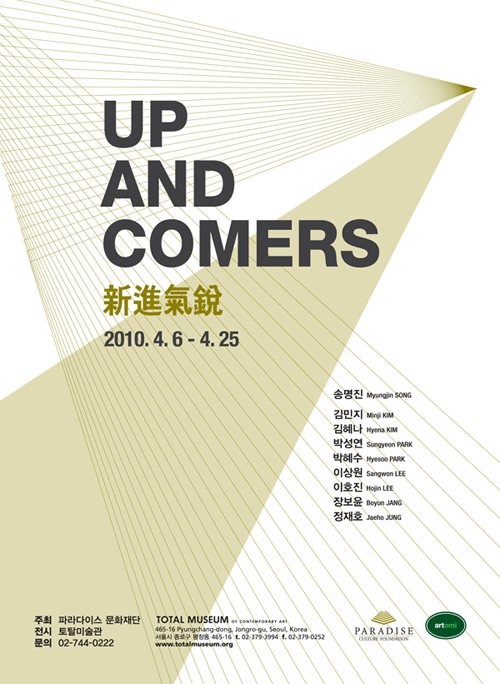 UP
AND
COMERS
新進氣銳
2010. 4. 6 - 4. 25
송명진 Myungjin SONG
김민지 Minji KIM
김혜나 Hyena KIM
박성연 Sungyeon PARK
박혜수 Hyesoo PARK
이상원 Sangwon LEE
이호진 Hojin LEE
장보윤 Boyun JANG
정재호 Jaeho JUNG
주최 파라다이스 문화재단
전시 토탈미술관
문의 02-744-0222
TOTAL MUSEUM OF CONTEMPORARY ART
465-16 Pyungchang-dong, Jongro-gu, Seoul, Korea
서울시 종로구 평창동 465-16 t. 02-379-3994 f. 02-379-0252
www.totalmuseum.org
PARADISE
CULTURE FOUNDATION
artomi